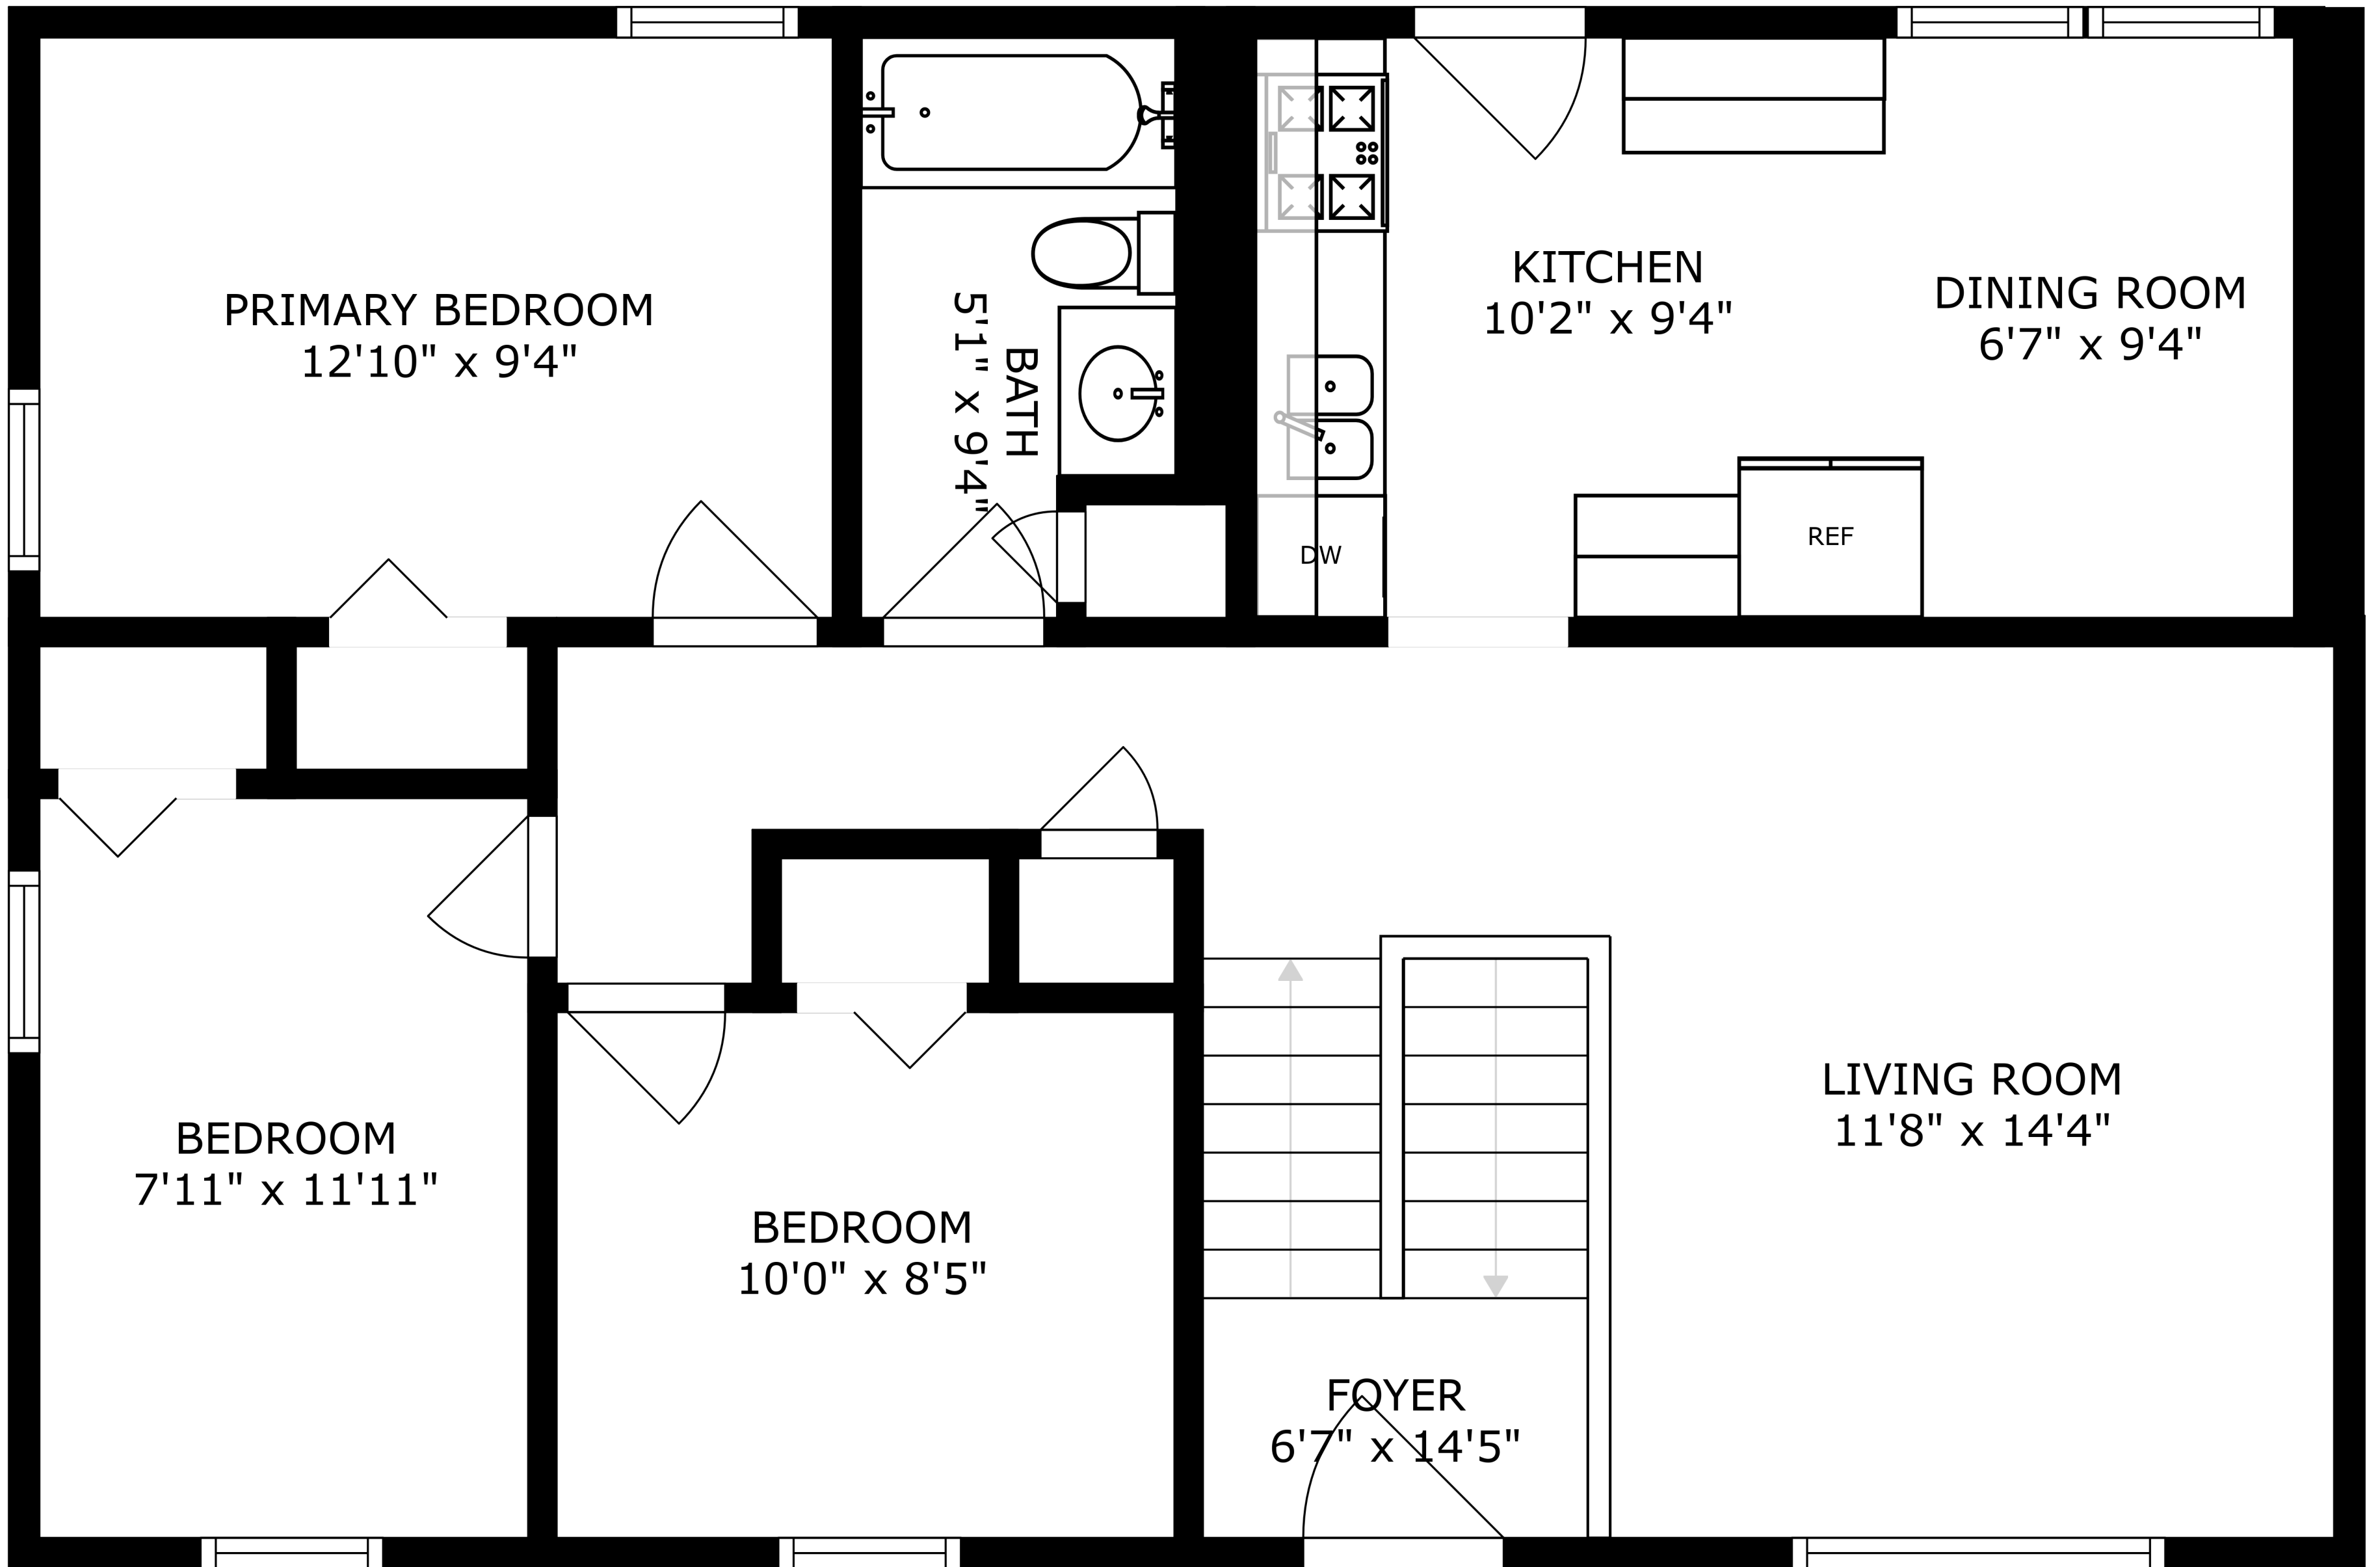 PRIMARY BEDROOM
12'10" x 9'4"
BATH
5'1" x 9'4"
KITCHEN
10'2" x 9'4"
DINING ROOM
6'7" x 9'4"
DW
REF
BEDROOM
7'11" x 11'11"
BEDROOM
10'0" x 8'5"
FOYER
6'7" x 14'5"
LIVING ROOM
11'8" x 14'4"